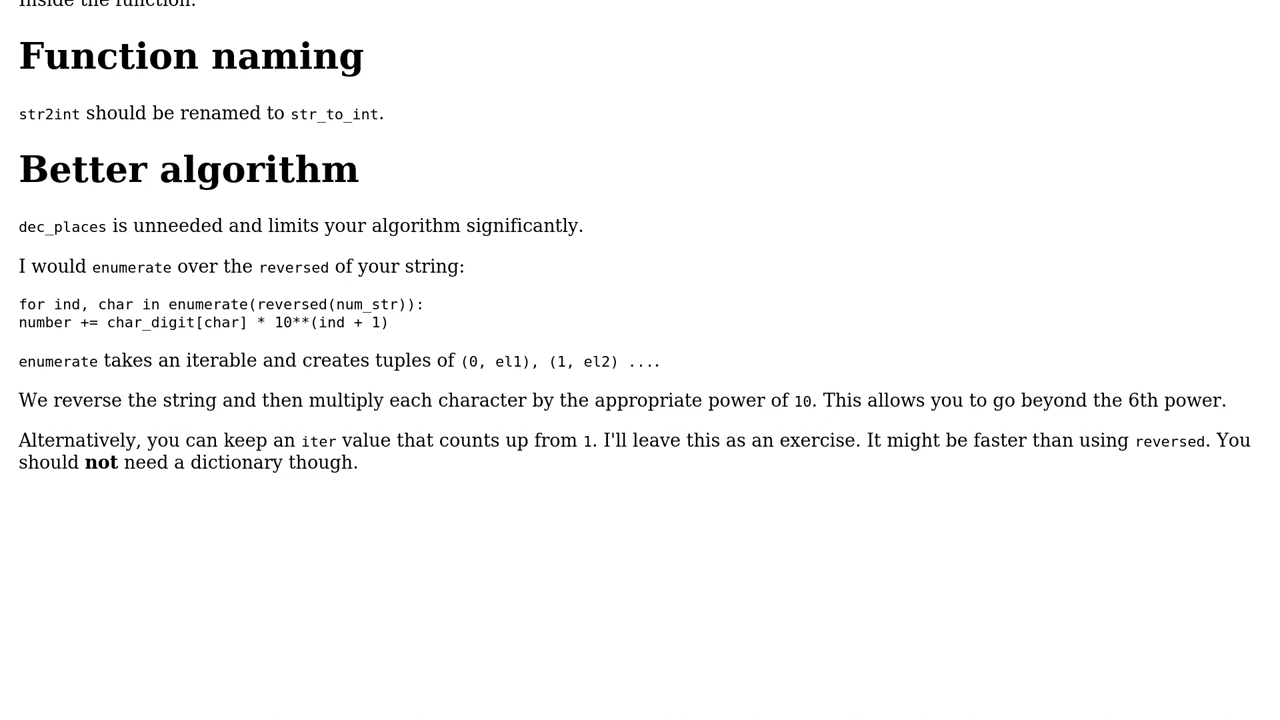 Inside the function.
Function naming
str2int should be renamed to str_to_int.
Better algorithm
dec_places is unneeded and limits your algorithm significantly.
I would enumerate over the reversed of your string:
for ind, char in enumerate(reversed(num_str)):
number += char_digit[char] * 10**(ind + 1)
enumerate takes an iterable and creates tuples of (0, el1), (1, el2) ....
We reverse the string and then multiply each character by the appropriate power of 10. This allows you to go beyond the 6th power.
Alternatively, you can keep an iter value that counts up from 1. I'll leave this as an exercise. It might be faster than using reversed. You
should not need a dictionary though.